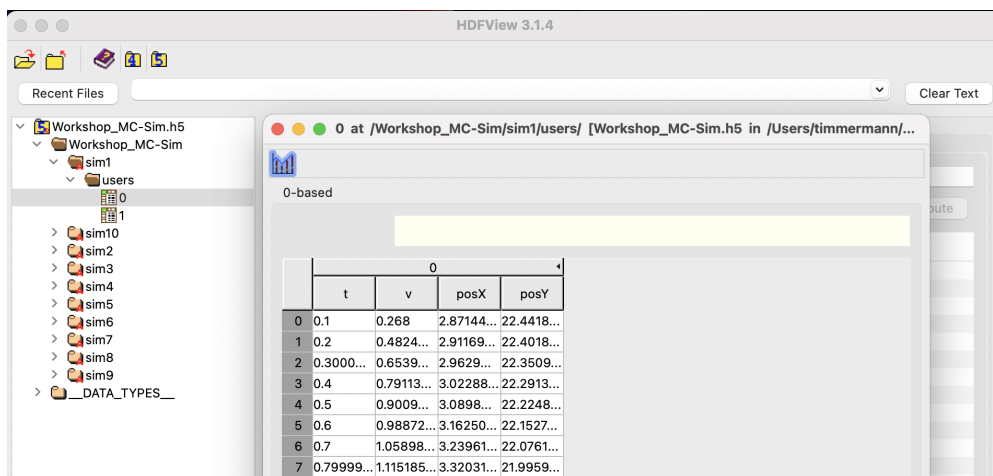 HDFView 3.1.4
4 5
Recent Files
Clear Text
5 Workshop_MC-Sim.h5
Workshop_MC-Sim
sim1
users
0
1
sim10
sim2
sim3
sim4
sim5
sim6
sim7
sim8
sim9
__DATA_TYPES__
0 at /Workshop_MC-Sim/sim1/users/ [Workshop_MC-Sim.h5 in /Users/timmermann/...
0-based
0
t v posX posY
0 0.1 0.268 2.87144... 22.4418...
1 0.2 0.4824... 2.91169... 22.4018...
2 0.3000... 0.6539... 2.9629... 22.3509...
3 0.4 0.79113... 3.02288... 22.2913...
4 0.5 0.9009... 3.0898... 22.2248...
5 0.6 0.98872... 3.16250... 22.1527...
6 0.7 1.05898... 3.23961... 22.0761...
7 0.79999... 1.115185... 3.32031... 21.9959...